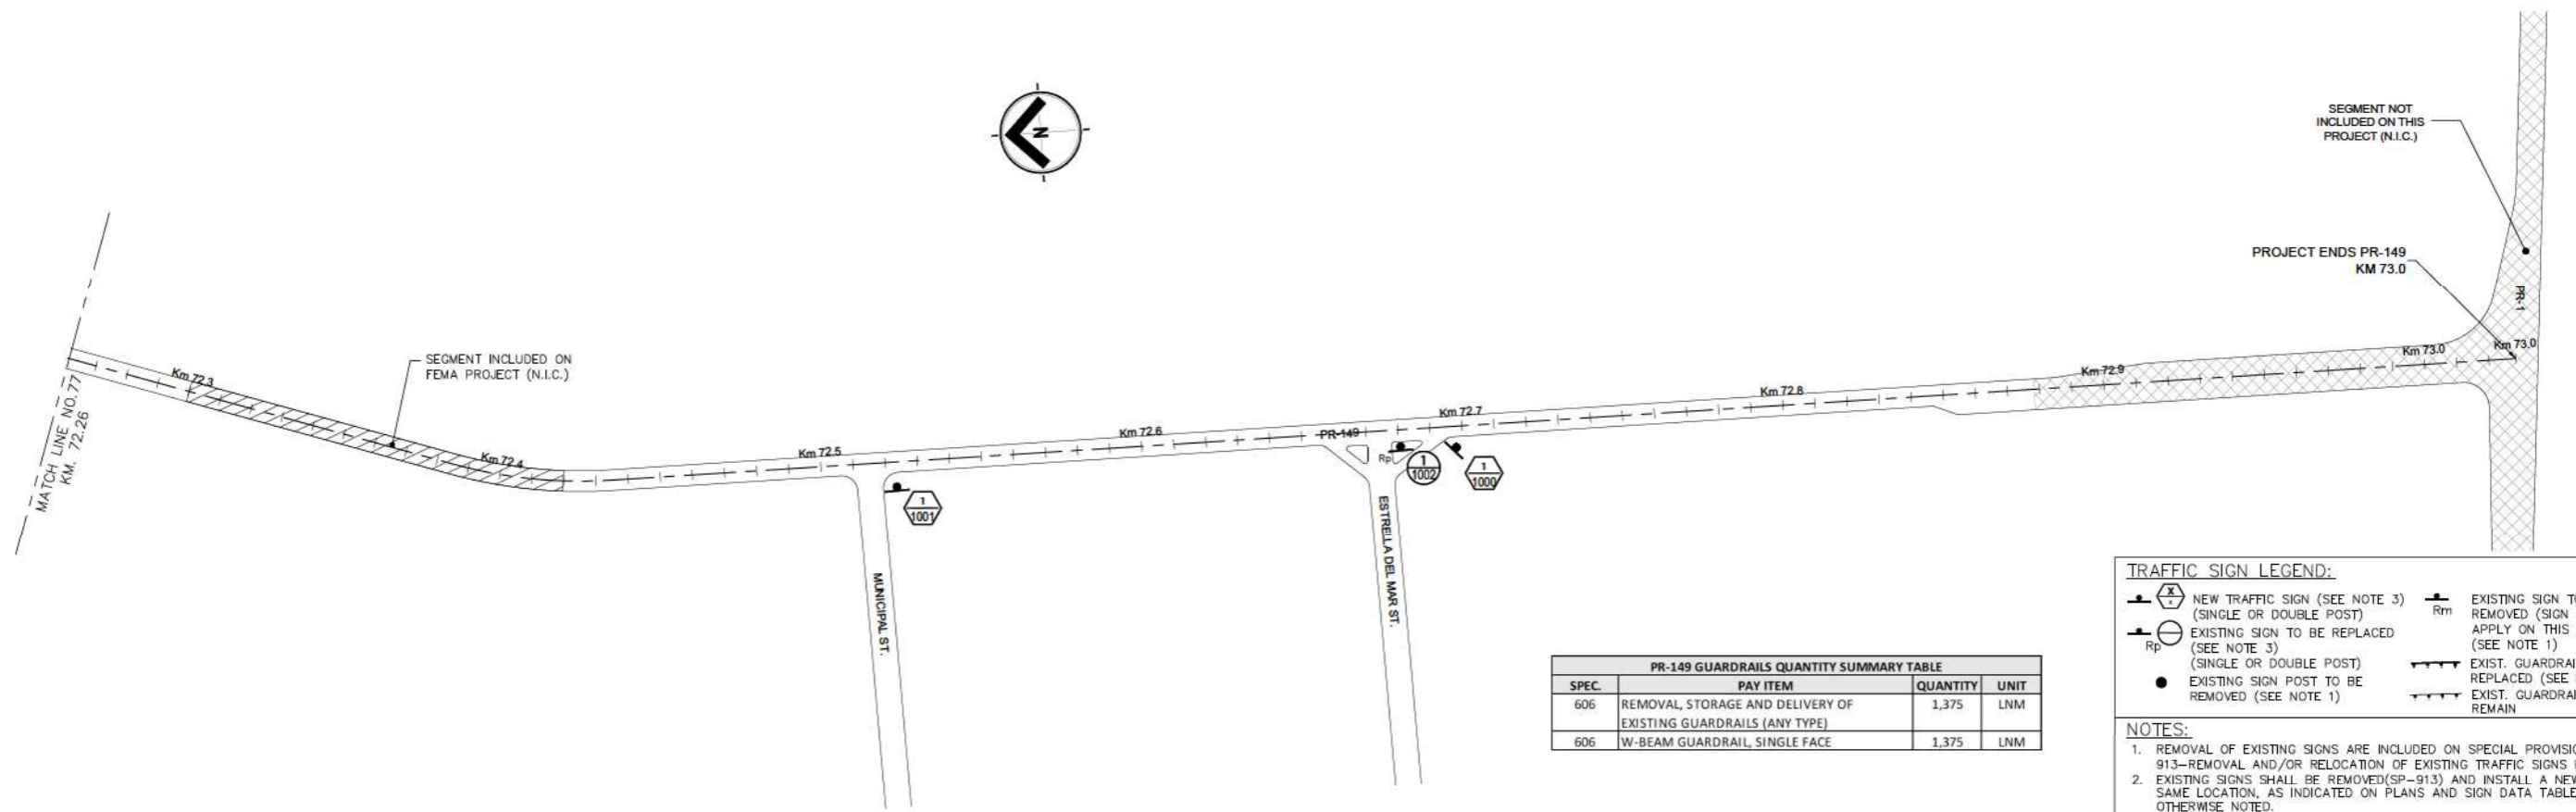 N
SEGMENT NOT
INCLUDED ON THIS
PROJECT (N.I.C.)
PROJECT ENDS PR-149
KM 73.0
PR-1
MATCH LINE NO.77
KM. 72.26
SEGMENT INCLUDED ON
FEMA PROJECT (N.I.C.)
Km 72.3
Km 72.4
Km 72.5
Km 72.6
PR-149
Km 72.7
Km 72.8
Km 72.9
Km 73.0
Km 73.0
1
1001
Rp
1
1002
1
1000
MUNICIPAL ST.
ESTRELLA DEL MAR ST.
PR-149 GUARDRAILS QUANTITY SUMMARY TABLE
SPEC. PAY ITEM QUANTITY UNIT
606 REMOVAL, STORAGE AND DELIVERY OF 1,375 LNM
EXISTING GUARDRAILS (ANY TYPE)
606 W-BEAM GUARDRAIL, SINGLE FACE 1,375 LNM
TRAFFIC SIGN LEGEND:
X
NEW TRAFFIC SIGN (SEE NOTE 3)
(SINGLE OR DOUBLE POST)
Rp
EXISTING SIGN TO BE REPLACED
(SEE NOTE 3)
(SINGLE OR DOUBLE POST)
EXISTING SIGN POST TO BE
REMOVED (SEE NOTE 1)
Rm
EXISTING SIGN
REMOVED (SIGN
APPLY ON THIS
(SEE NOTE 1)
EXIST.
REPLACED (SEE
EXIST.
REMAIN
NOTES:
1. REMOVAL OF EXISTING SIGNS ARE INCLUDED ON SPECIAL
913-REMOVAL AND/OR RELOCATION OF EXISTING TRAFFIC SIGNS
2. EXISTING SIGNS SHALL BE REMOVED(SP-913) AND INSTALL A
SAME LOCATION, AS INDICATED ON PLANS AND SIGN DATA
OTHERWISE NOTED.